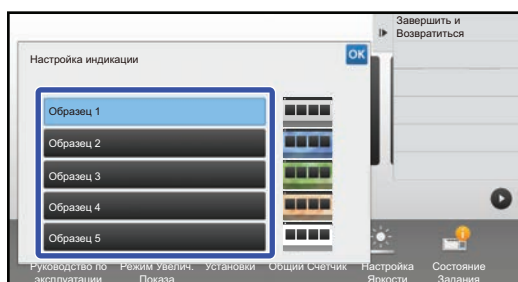 Завершить и
Возвратиться
OK
Настройка индикации
Образец 1
Образец 2
Образец 3
Образец 4
Образец 5
Руководство по Режим Увелич. Установки Общий Счетчик Настройка Состояние
эксплуатации Показа Яркости Задания